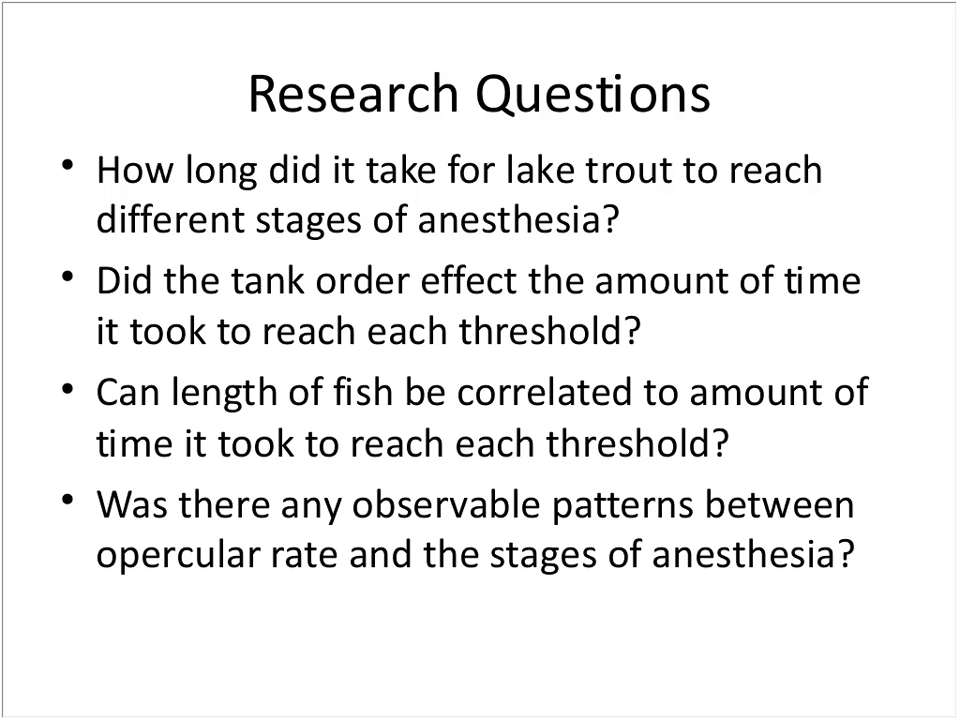 Research Questions
• How long did it take for lake trout to reach
different stages of anesthesia?
• Did the tank order effect the amount of time
it took to reach each threshold?
• Can length of fish be correlated to amount of
time it took to reach each threshold?
• Was there any observable patterns between
opercular rate and the stages of anesthesia?